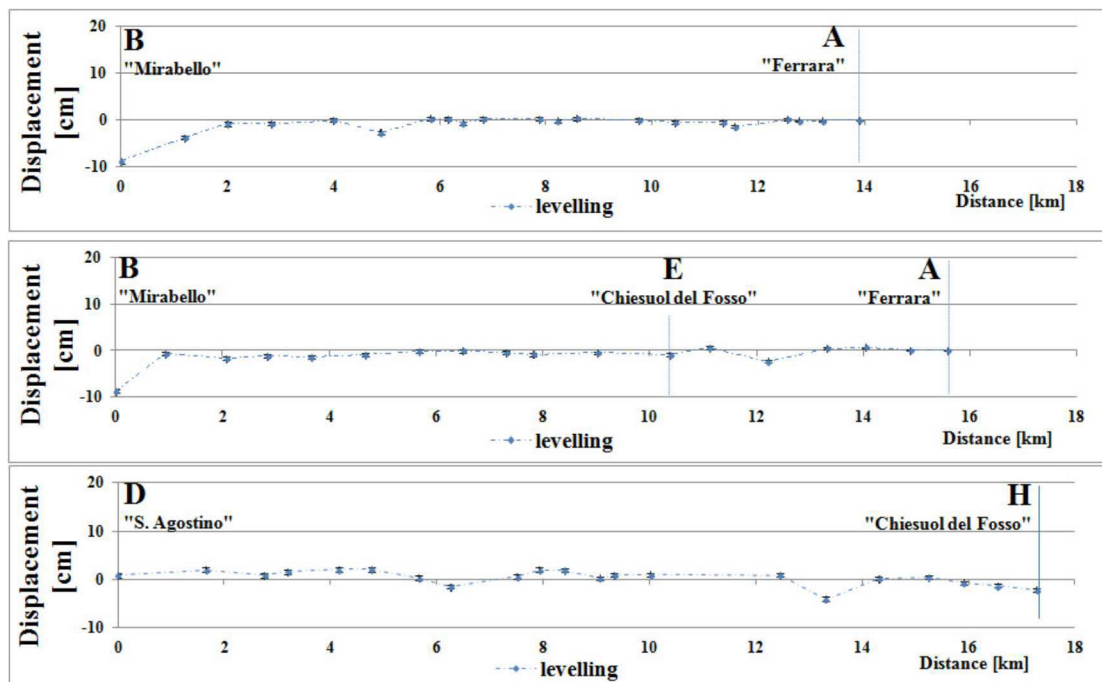 20
10
0
-10
Displacement
[cm]
B
"Mirabello"
A
"Ferrara"
0 2 4 6 8 10 12 14 16 18
Distance [km]
levelling
20
10
0
-10
Displacement
[cm]
B
"Mirabello"
E
"Chiesuol del Fosso"
A
"Ferrara"
0 2 4 6 8 10 12 14 16 18
Distance [km]
levelling
20
10
0
-10
Displacement
[cm]
D
"S. Agostino"
H
"Chiesuol del Fosso"
0 2 4 6 8 10 12 14 16 18
Distance [km]
levelling